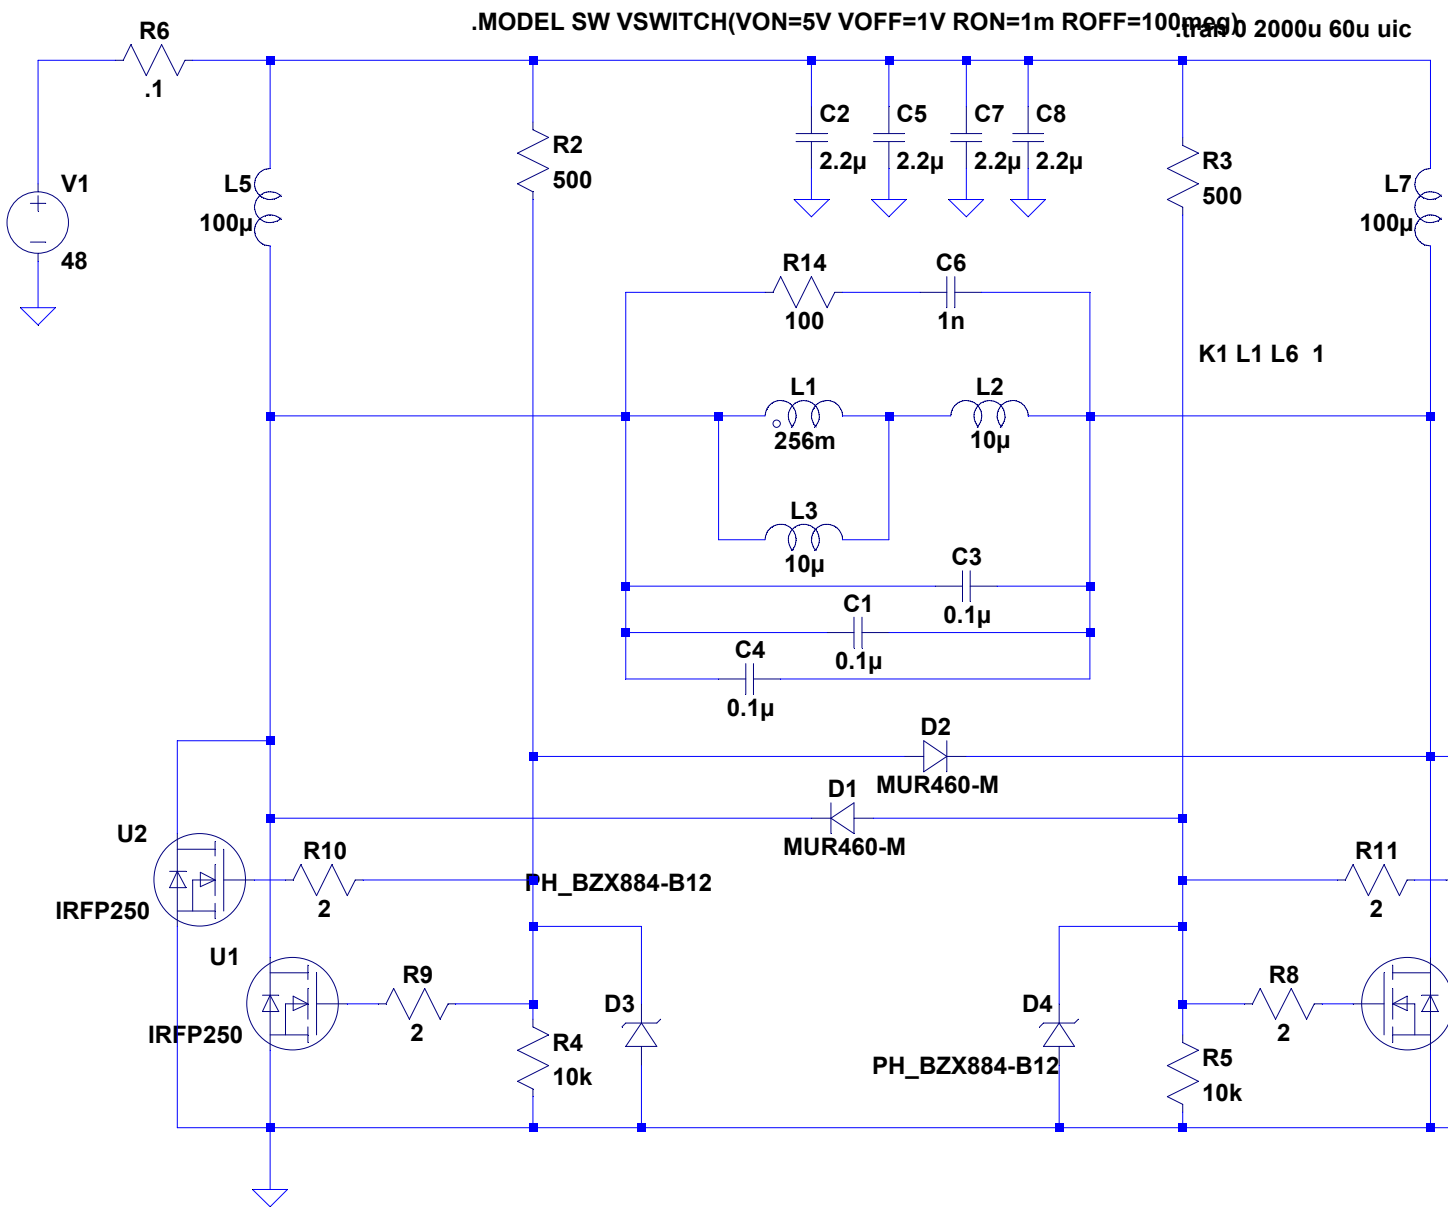 .MODEL SW VSWITCH(VON=5V VOFF=1V RON=1m ROFF=100meg)
.tran 0 2000u 60u uic
R6
.1
C2
2.2µ
C5
2.2µ
C7
2.2µ
C8
2.2µ
R2
500
R3
500
V1
48
L5
100µ
L7
100µ
R14
100
C6
1n
K1 L1 L6 1
L1
256m
L2
10µ
L3
10µ
C3
0.1µ
C1
0.1µ
C4
0.1µ
D2
MUR460-M
D1
MUR460-M
U2
IRFP250
R10
2
PH_BZX884-B12
R11
2
U1
IRFP250
R9
2
D3
R4
10k
D4
PH_BZX884-B12
R8
2
R5
10k